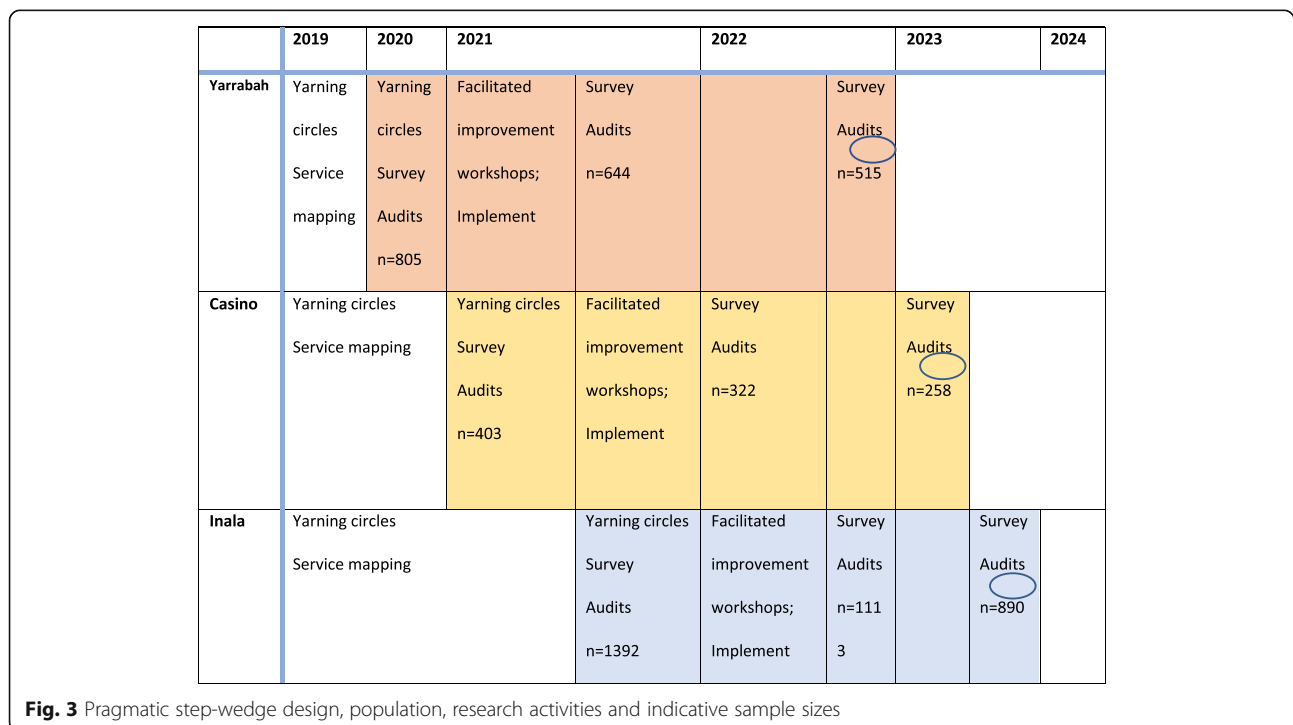 2019 2020 2021 2022 2023 2024
Yarrabah
Yarning
circles
Service
mapping
Yarning
circles
Survey
Audits
n=805
Facilitated
improvement
workshops;
Implement
Survey
Audits
n=644
Survey
Audits
n=515
Casino
Yarning circles
Service mapping
Yarning circles
Survey
Audits
n=403
Facilitated
improvement
workshops;
Implement
Survey
Audits
n=322
Survey
Audits
n=258
Inala
Yarning circles
Service mapping
Yarning circles
Survey
Audits
n=1392
Facilitated
improvement
workshops;
Implement
Survey
Audits
n=111
3
Survey
Audits
n=890
Fig. 3 Pragmatic step-wedge design, population, research activities and indicative sample sizes